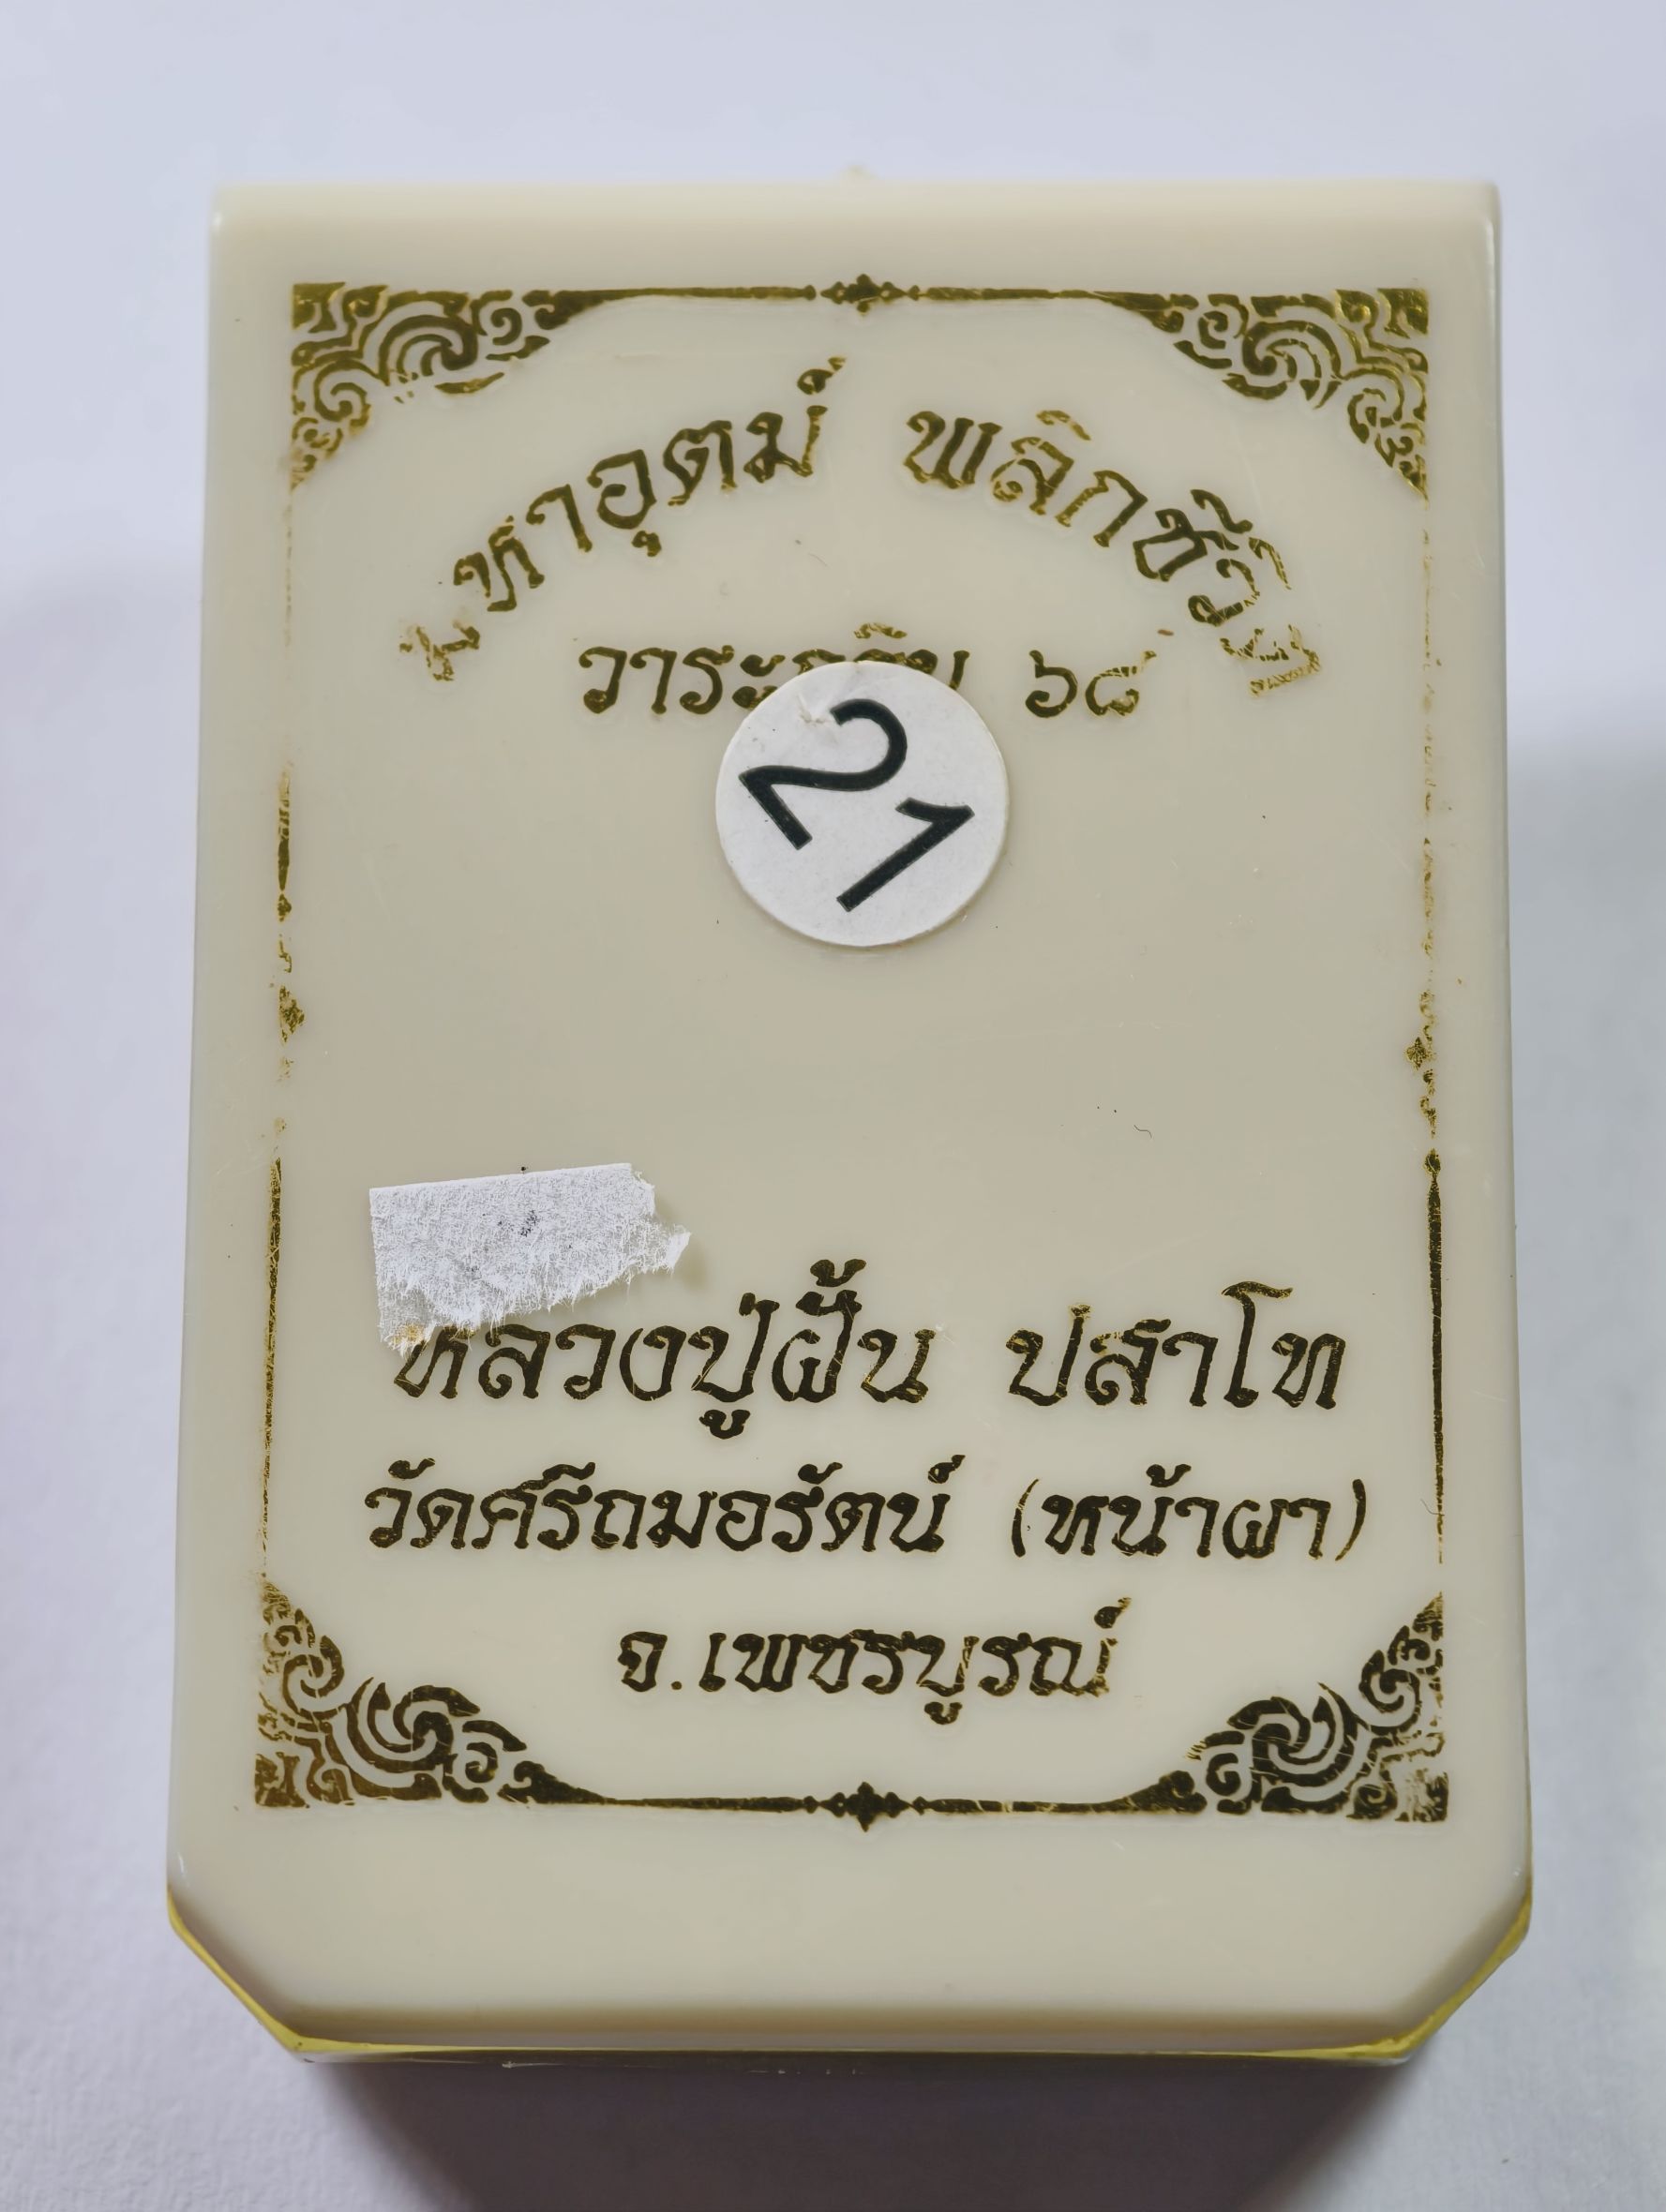 มหาอุตม์ พลิกชีวิต
วาระ ๖๘
21
หลวงปู่ฝั้น ปสาโท
วัดศรีถมอรัตน์ (หน้าผา)
จ.เพชรบูรณ์